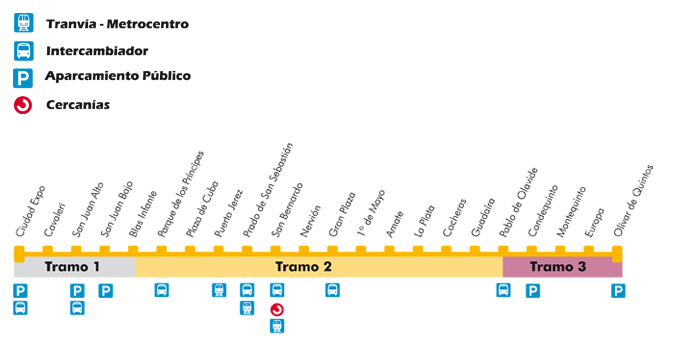 Tranvía - Metrocentro
Intercambiador
P Aparcamiento Público
Cercanías
Ciudad Expo
Cavaleri
San Juan Alto
San Juan Bajo
Blas Infante
Parque de los Príncipes
Plaza de Cuba
Puerta Jerez
Prado de San Sebastián
San Bernardo
Nervión
Gran Plaza
1º de Mayo
Amate
La Plata
Cocheras
Guadaira
Pablo de Olavide
Condequinto
Montequinto
Europa
Olivar de Quintos
Tramo 1
Tramo 2
Tramo 3
P
P
P
P
P